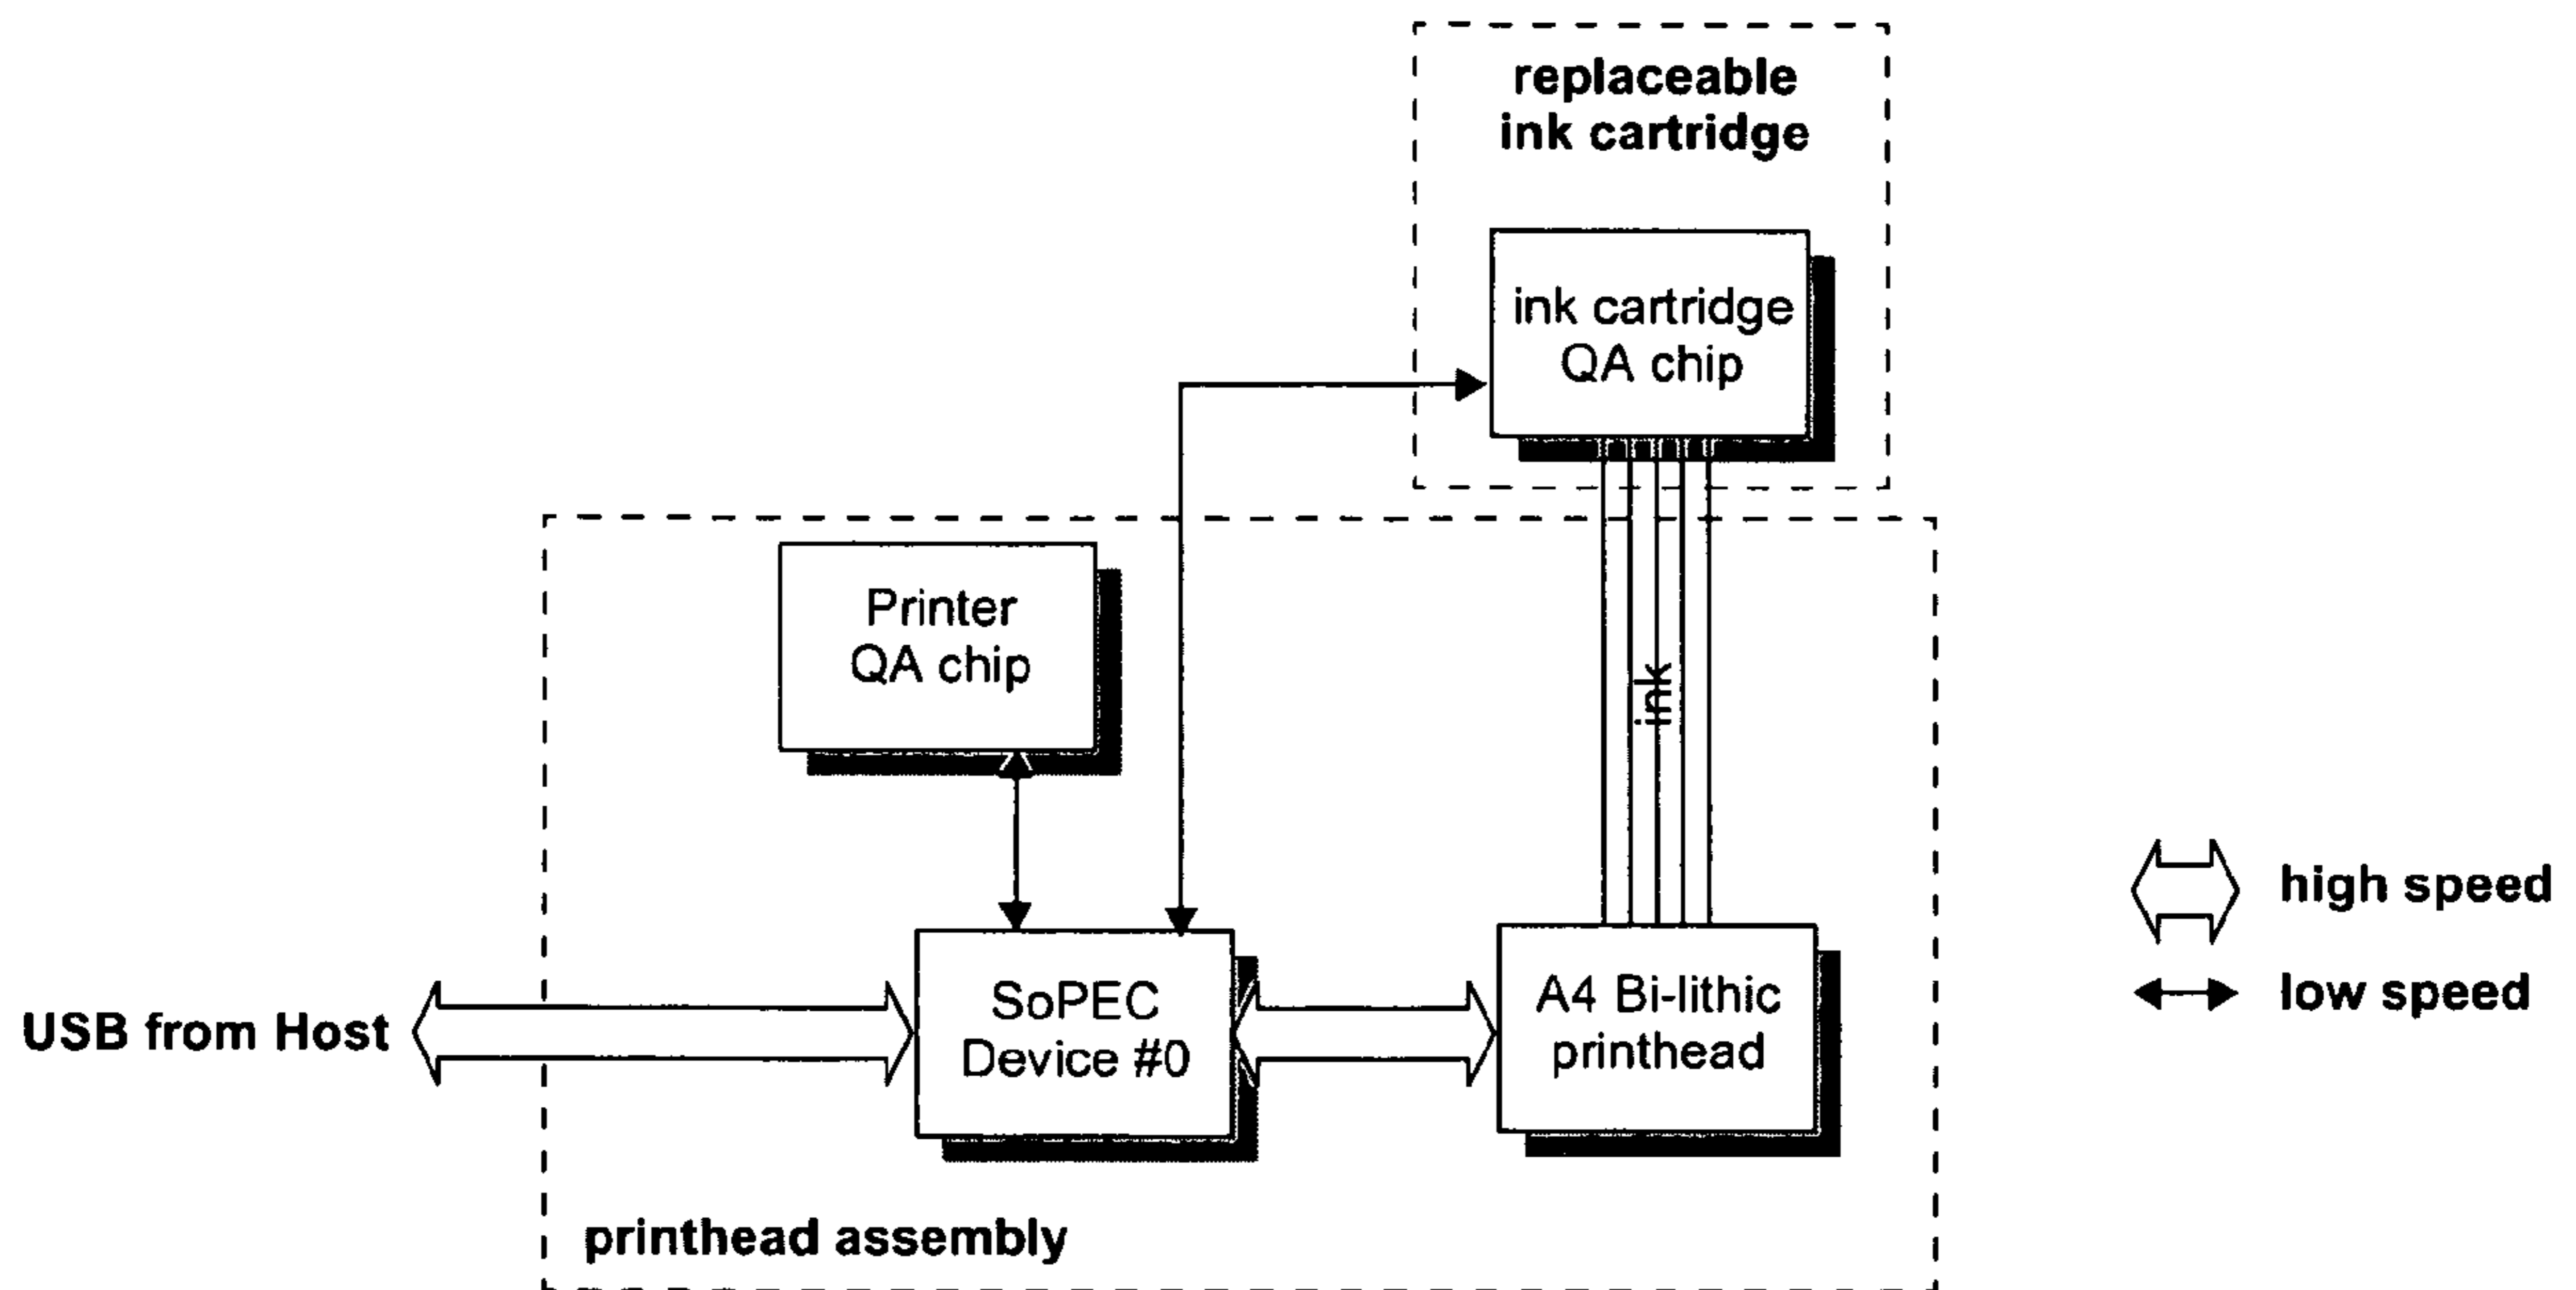 replaceable
ink cartridge
ink cartridge
QA chip
Printer
QA chip
ink
high speed
low speed
USB from Host
SoPEC
Device #0
A4 Bi-lithic
printhead
printhead assembly